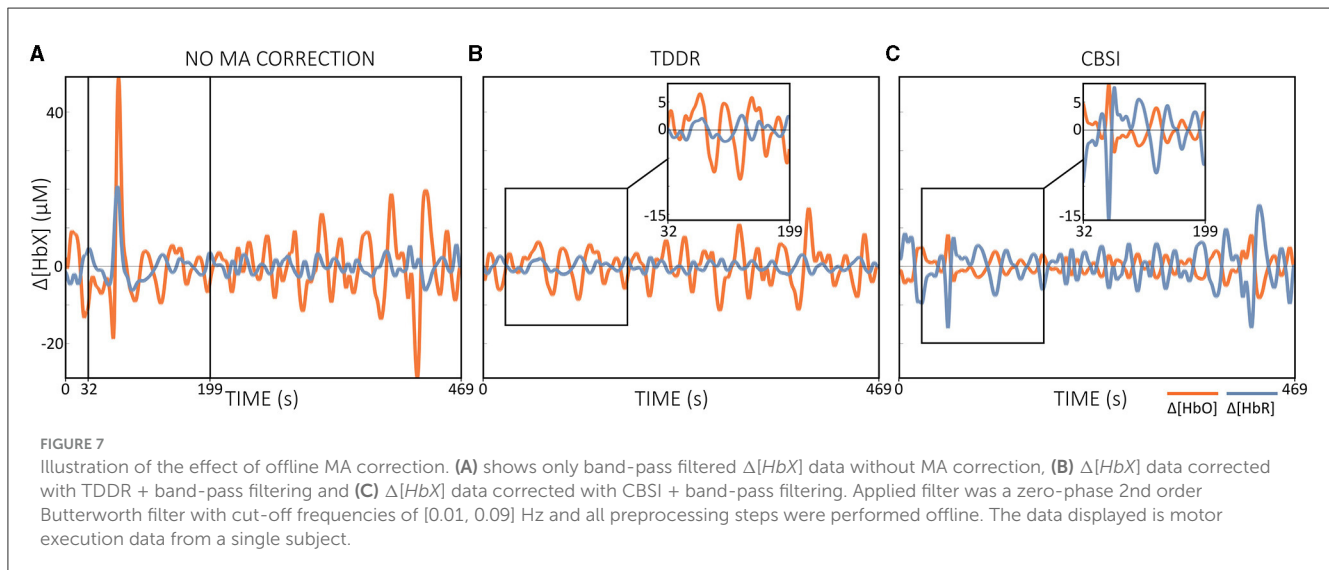 A NO MA CORRECTION
B TDDR
C CBSI
Δ[HbX] (μM)
40
0
-20
0 32 199 469
TIME (s)
5
0
-15
32 199
0 469
TIME (s)
5
0
-15
32 199
0 469
TIME (s)
Δ[HbO] Δ[HbR]
FIGURE 7
Illustration of the effect of offline MA correction. (A) shows only band-pass filtered Δ[HbX] data without MA correction, (B) Δ[HbX] data corrected
with TDDR + band-pass filtering and (C) Δ[HbX] data corrected with CBSI + band-pass filtering. Applied filter was a zero-phase 2nd order
Butterworth filter with cut-off frequencies of [0.01, 0.09] Hz and all preprocessing steps were performed offline. The data displayed is motor
execution data from a single subject.